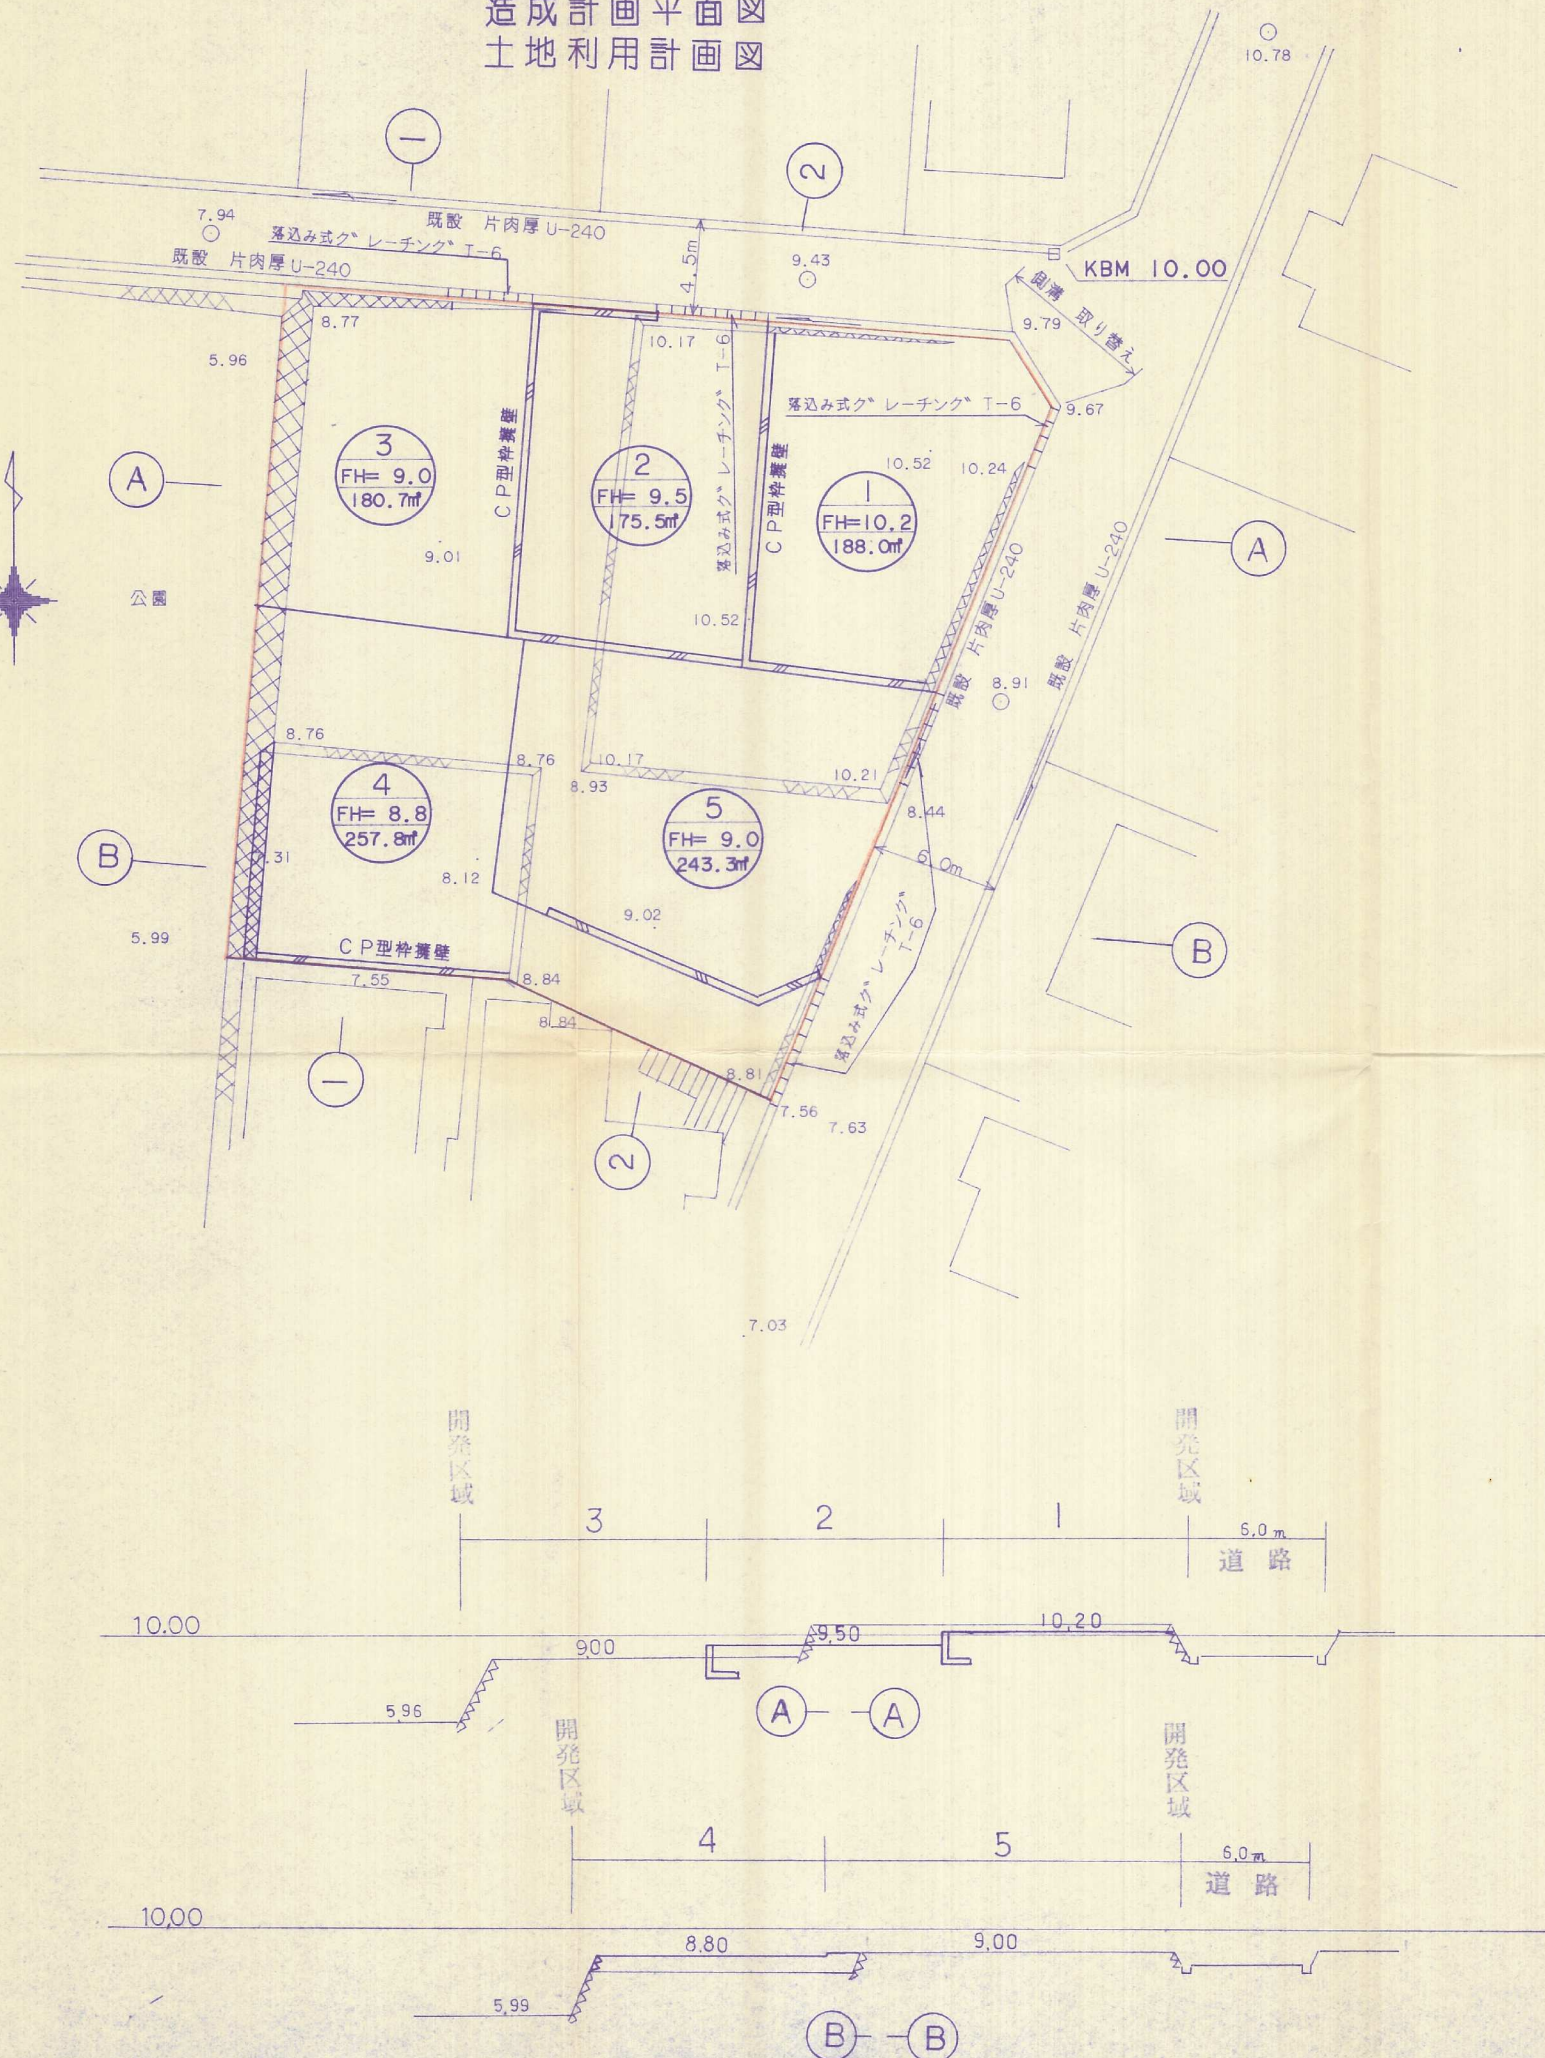 造成計画平面図
土地利用計画図
10.78
1
2
7.94
既設 片肉厚U-240
落込み式グレーチング T-6
既設 片肉厚U-240
4.5m
9.43
KBM 10.00
側溝 取り替え
8.77
10.17
9.79
5.96
落込み式グレーチング T-6
落込み式グレーチング T-6
9.67
CP型枠擁壁
CP型枠擁壁
A
3
FH= 9.0
180.7㎡
2
FH= 9.5
175.5㎡
10.52
10.24
1
FH=10.2
188.0㎡
A
9.01
公園
10.52
既設 片肉厚U-240
既設 片肉厚U-240
8.91
8.76
8.76
10.17
8.93
10.21
8.44
4
FH= 8.8
257.8㎡
5
FH= 9.0
243.3㎡
B
.31
8.12
6.0m
落込み式グレーチング T-6
9.02
5.99
B
CP型枠擁壁
7.55
8.84
8.84
1
8.81
7.56
7.63
2
7.03
開発区域
開発区域
3
2
1
6.0m
道路
10.00
9.00
9.50
10.20
5.96
A - A
開発区域
開発区域
4
5
6.0m
道路
10.00
8.80
9.00
5.99
B - B